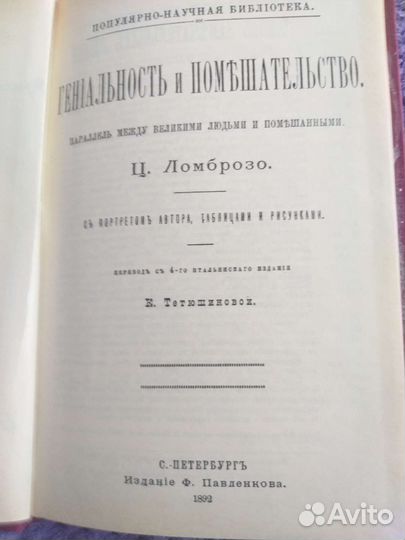 ПОПУЛЯРНО-НАУЧНАЯ БИБЛІОТЕКА.
ГЕНІАЛЬНОСТЬ И ПОМѢШАТЕЛЬСТВО.
ПАРАЛЛЕЛЬ МЕЖДУ ВЕЛИКИМИ ЛЮДЬМИ И ПОМѢШАННЫМИ.
Ц. Ломброзо.
СЪ ПОРТРЕТОМЪ АВТОРА, ТАБЛИЦАМИ И РИСУНКАМИ.
ПЕРЕВОДЪ СЪ 4-ГО ИТАЛЬЯНСКАГО ИЗДАНІЯ
К. Тетюшиновой.
С.-ПЕТЕРБУРГЪ
Изданіе Ф. Павленкова.
1892
Avito